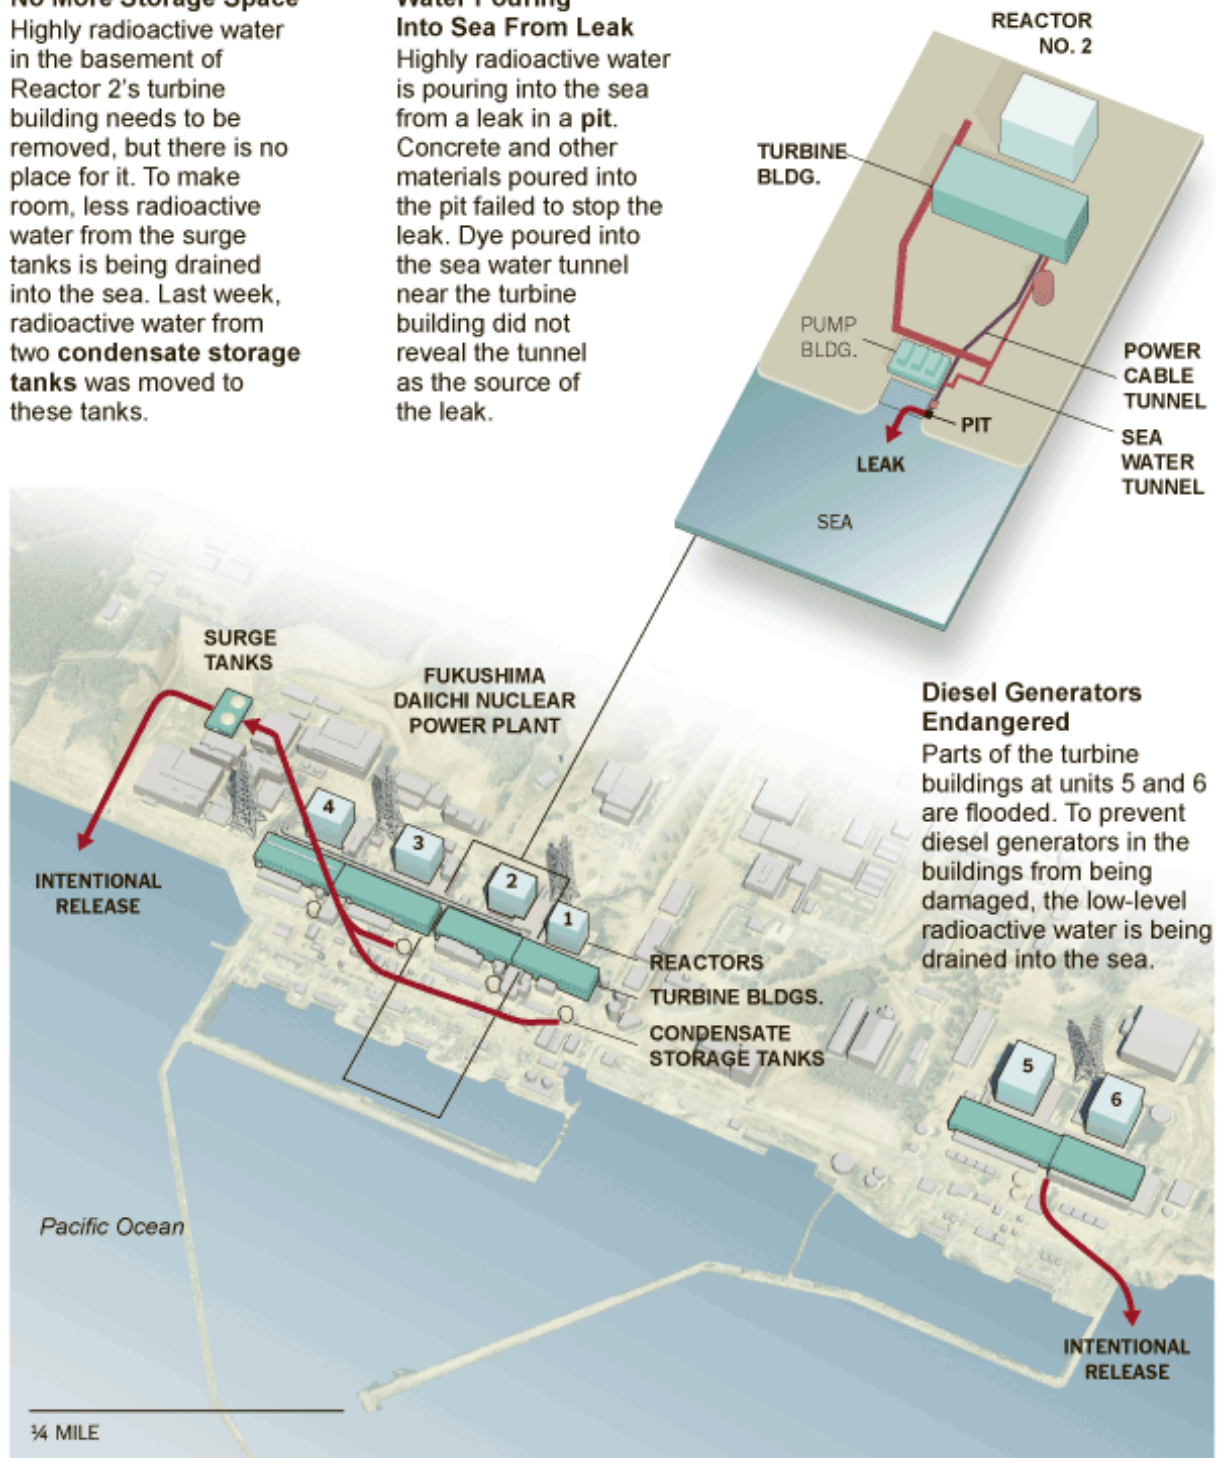 No More Storage Space
Highly radioactive water
in the basement of
Reactor 2's turbine
building needs to be
removed, but there is no
place for it. To make
room, less radioactive
water from the surge
tanks is being drained
into the sea. Last week,
radioactive water from
two condensate storage
tanks was moved to
these tanks.
Water Pouring
Into Sea From Leak
Highly radioactive water
is pouring into the sea
from a leak in a pit.
Concrete and other
materials poured into
the pit failed to stop the
leak. Dye poured into
the sea water tunnel
near the turbine
building did not
reveal the tunnel
as the source of
the leak.
REACTOR
NO. 2
TURBINE
BLDG.
PUMP
BLDG.
POWER
CABLE
TUNNEL
PIT
SEA
WATER
TUNNEL
LEAK
SEA
SURGE
TANKS
FUKUSHIMA
DAIICHI NUCLEAR
POWER PLANT
Diesel Generators
Endangered
Parts of the turbine
buildings at units 5 and 6
are flooded. To prevent
diesel generators in the
buildings from being
damaged, the low-level
radioactive water is being
drained into the sea.
4
3
2
1
INTENTIONAL
RELEASE
REACTORS
TURBINE BLDGS.
CONDENSATE
STORAGE TANKS
5
6
Pacific Ocean
INTENTIONAL
RELEASE
¼ MILE